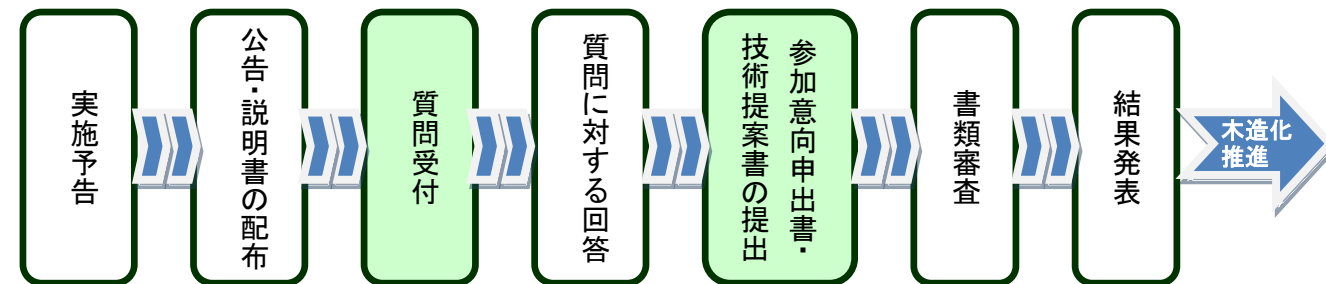 実施予告
公告・説明書の配布
質問受付
質問に対する回答
参加意向申出書・
技術提案書の提出
書類審査
結果発表
木造化
推進